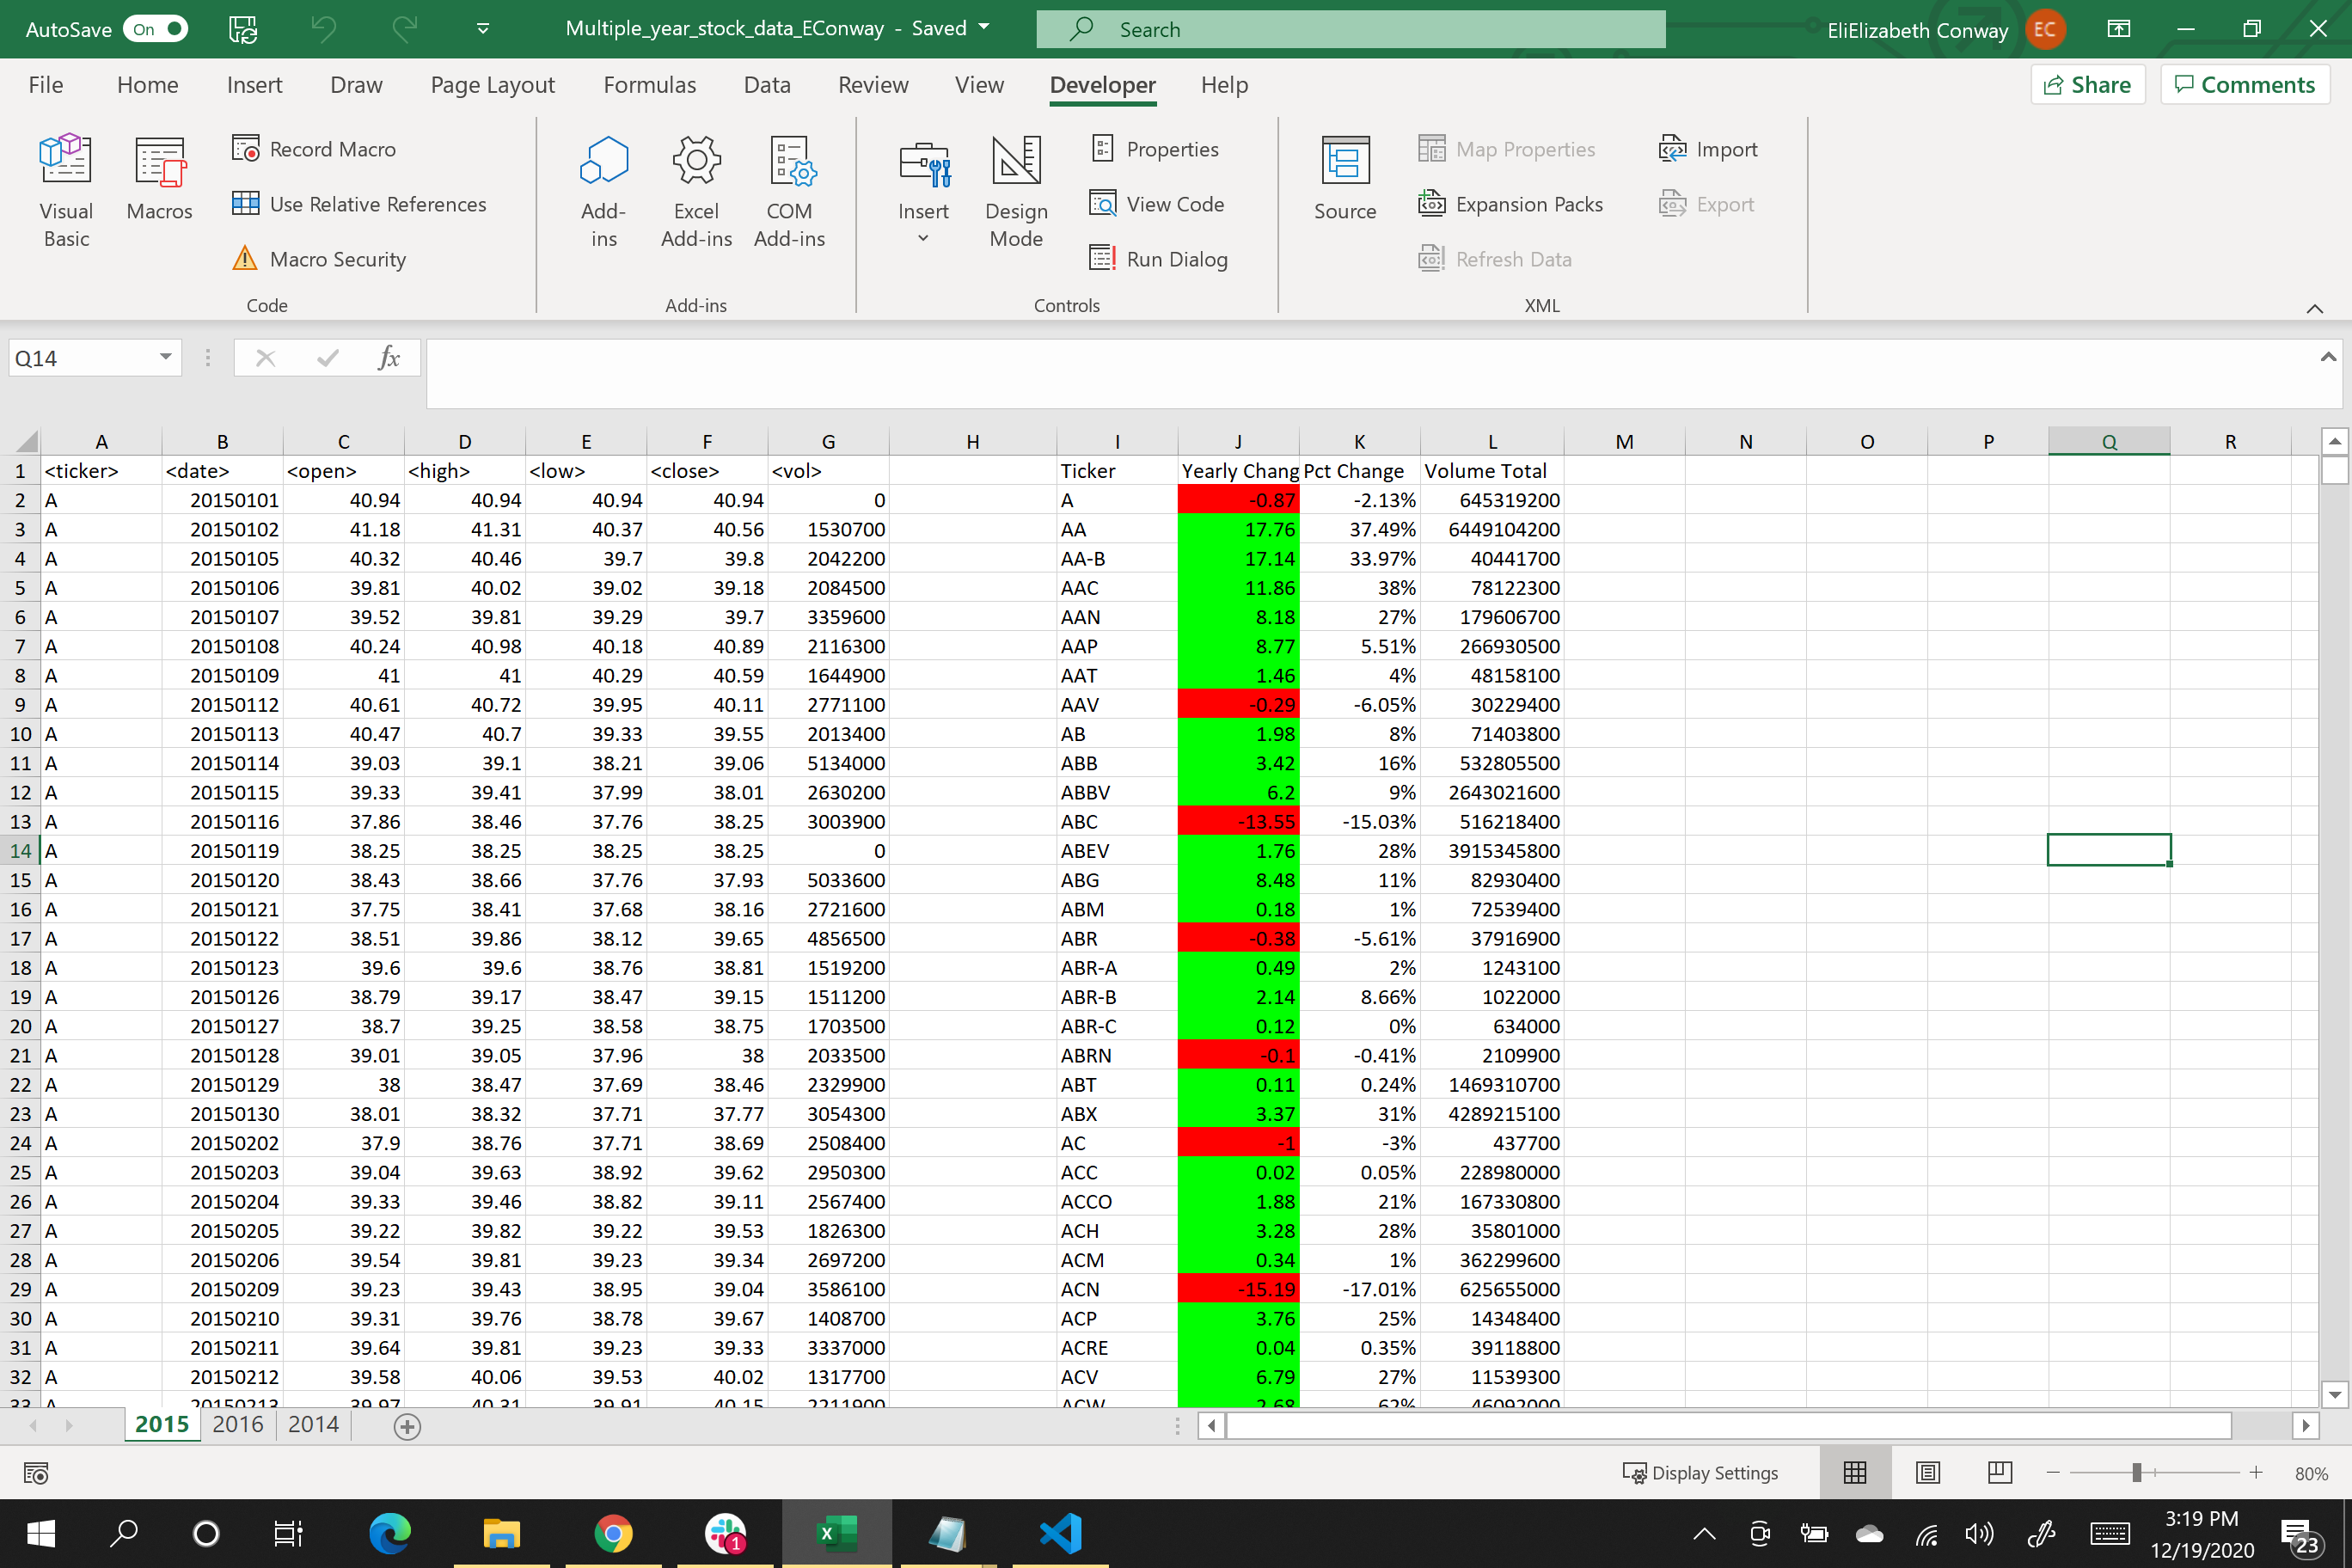 AutoSave On Multiple_year_stock_data_EConway - Saved Search EliElizabeth Conway EC
File Home Insert Draw Page Layout Formulas Data Review View Developer Help Share Comments
Visual Basic Macros Record Macro Use Relative References Macro Security
Add-ins Excel Add-ins COM Add-ins
Insert Design Mode Properties View Code Run Dialog
Source Map Properties Expansion Packs Refresh Data Import Export
Code Add-ins Controls XML
Q14 fx
A B C D E F G H I J K L M N O P Q R
1 <ticker> <date> <open> <high> <low> <close> <vol> Ticker Yearly Chang Pct Change Volume Total
2 A 20150101 40.94 40.94 40.94 40.94 0 A -0.87 -2.13% 645319200
3 A 20150102 41.18 41.31 40.37 40.56 1530700 AA 17.76 37.49% 6449104200
4 A 20150105 40.32 40.46 39.7 39.8 2042200 AA-B 17.14 33.97% 40441700
5 A 20150106 39.81 40.02 39.02 39.18 2084500 AAC 11.86 38% 78122300
6 A 20150107 39.52 39.81 39.29 39.7 3359600 AAN 8.18 27% 179606700
7 A 20150108 40.24 40.98 40.18 40.89 2116300 AAP 8.77 5.51% 266930500
8 A 20150109 41 41 40.29 40.59 1644900 AAT 1.46 4% 48158100
9 A 20150112 40.61 40.72 39.95 40.11 2771100 AAV -0.29 -6.05% 30229400
10 A 20150113 40.47 40.7 39.33 39.55 2013400 AB 1.98 8% 71403800
11 A 20150114 39.03 39.1 38.21 39.06 5134000 ABB 3.42 16% 532805500
12 A 20150115 39.33 39.41 37.99 38.01 2630200 ABBV 6.2 9% 2643021600
13 A 20150116 37.86 38.46 37.76 38.25 3003900 ABC -13.55 -15.03% 516218400
14 A 20150119 38.25 38.25 38.25 38.25 0 ABEV 1.76 28% 3915345800
15 A 20150120 38.43 38.66 37.76 37.93 5033600 ABG 8.48 11% 82930400
16 A 20150121 37.75 38.41 37.68 38.16 2721600 ABM 0.18 1% 72539400
17 A 20150122 38.51 39.86 38.12 39.65 4856500 ABR -0.38 -5.61% 37916900
18 A 20150123 39.6 39.6 38.76 38.81 1519200 ABR-A 0.49 2% 1243100
19 A 20150126 38.79 39.17 38.47 39.15 1511200 ABR-B 2.14 8.66% 1022000
20 A 20150127 38.7 39.25 38.58 38.75 1703500 ABR-C 0.12 0% 634000
21 A 20150128 39.01 39.05 37.96 38 2033500 ABRN -0.1 -0.41% 2109900
22 A 20150129 38 38.47 37.69 38.46 2329900 ABT 0.11 0.24% 1469310700
23 A 20150130 38.01 38.32 37.71 37.77 3054300 ABX 3.37 31% 4289215100
24 A 20150202 37.9 38.76 37.71 38.69 2508400 AC -1 -3% 437700
25 A 20150203 39.04 39.63 38.92 39.62 2950300 ACC 0.02 0.05% 228980000
26 A 20150204 39.33 39.46 38.82 39.11 2567400 ACCO 1.88 21% 167330800
27 A 20150205 39.22 39.82 39.22 39.53 1826300 ACH 3.28 28% 35801000
28 A 20150206 39.54 39.81 39.23 39.34 2697200 ACM 0.34 1% 362299600
29 A 20150209 39.23 39.43 38.95 39.04 3586100 ACN -15.19 -17.01% 625655000
30 A 20150210 39.31 39.76 38.78 39.67 1408700 ACP 3.76 25% 14348400
31 A 20150211 39.64 39.81 39.23 39.33 3337000 ACRE 0.04 0.35% 39118800
32 A 20150212 39.58 40.06 39.53 40.02 1317700 ACV 6.79 27% 11539300
33 A 20150213 39.97 40.31 39.91 40.15 2211900 ACW 2.68 62% 46092000
2015 2016 2014
Display Settings 80%
1 3:19 PM
12/19/2020 23